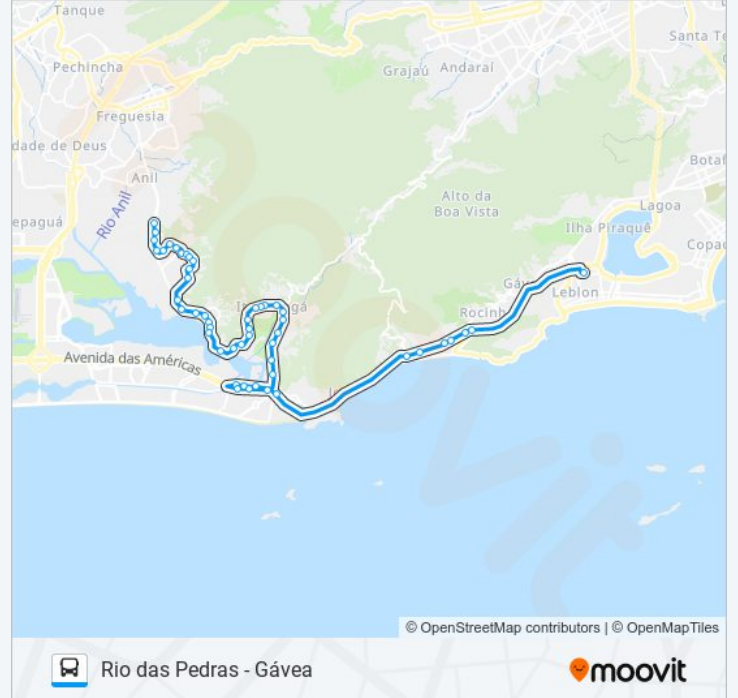 Tanque
Santa Te
Pechincha
Grajaú
Andaraí
Freguesia
dade de Deus
Botaf
Anil
Alto da
Boa Vista
Lagoa
Rio Anil
epaguá
Ilha Piraquê
Copac
Gáv
Leblon
Rocinh
Avenida das Américas
© OpenStreetMap contributors | © OpenMapTiles
Rio das Pedras - Gávea
moovit